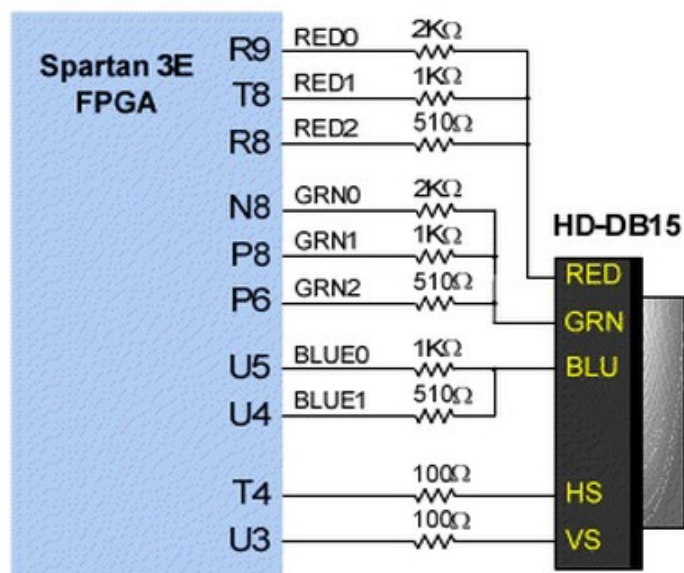 Spartan 3E
FPGA
R9 RED0 2KΩ
T8 RED1 1KΩ
R8 RED2 510Ω
N8 GRN0 2KΩ
P8 GRN1 1KΩ
P6 GRN2 510Ω
U5 BLUE0 1KΩ
U4 BLUE1 510Ω
T4 100Ω
U3 100Ω
HD-DB15
RED
GRN
BLU
HS
VS